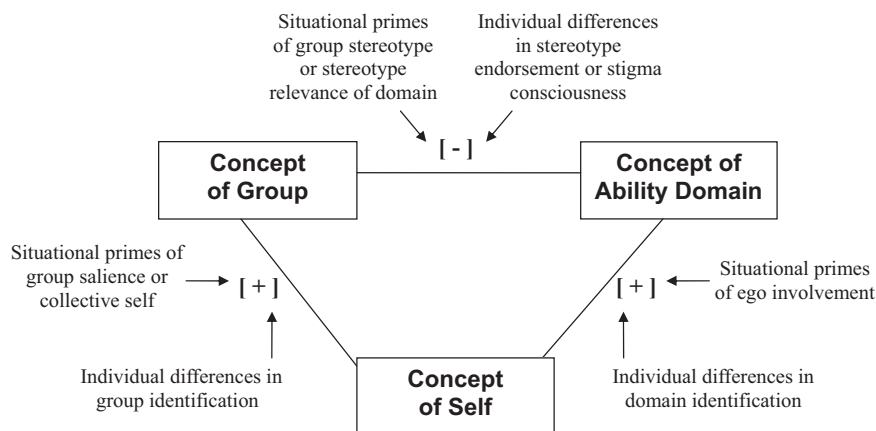 Situational primes
of group stereotype
or stereotype
relevance of domain
Individual differences
in stereotype
endorsement or stigma
consciousness
[ - ]
Concept
of Group
Concept of
Ability Domain
Situational primes of
group salience or
collective self
[ + ]
[ + ]
Situational primes
of ego involvement
Individual differences in
group identification
Concept
of Self
Individual differences in
domain identification